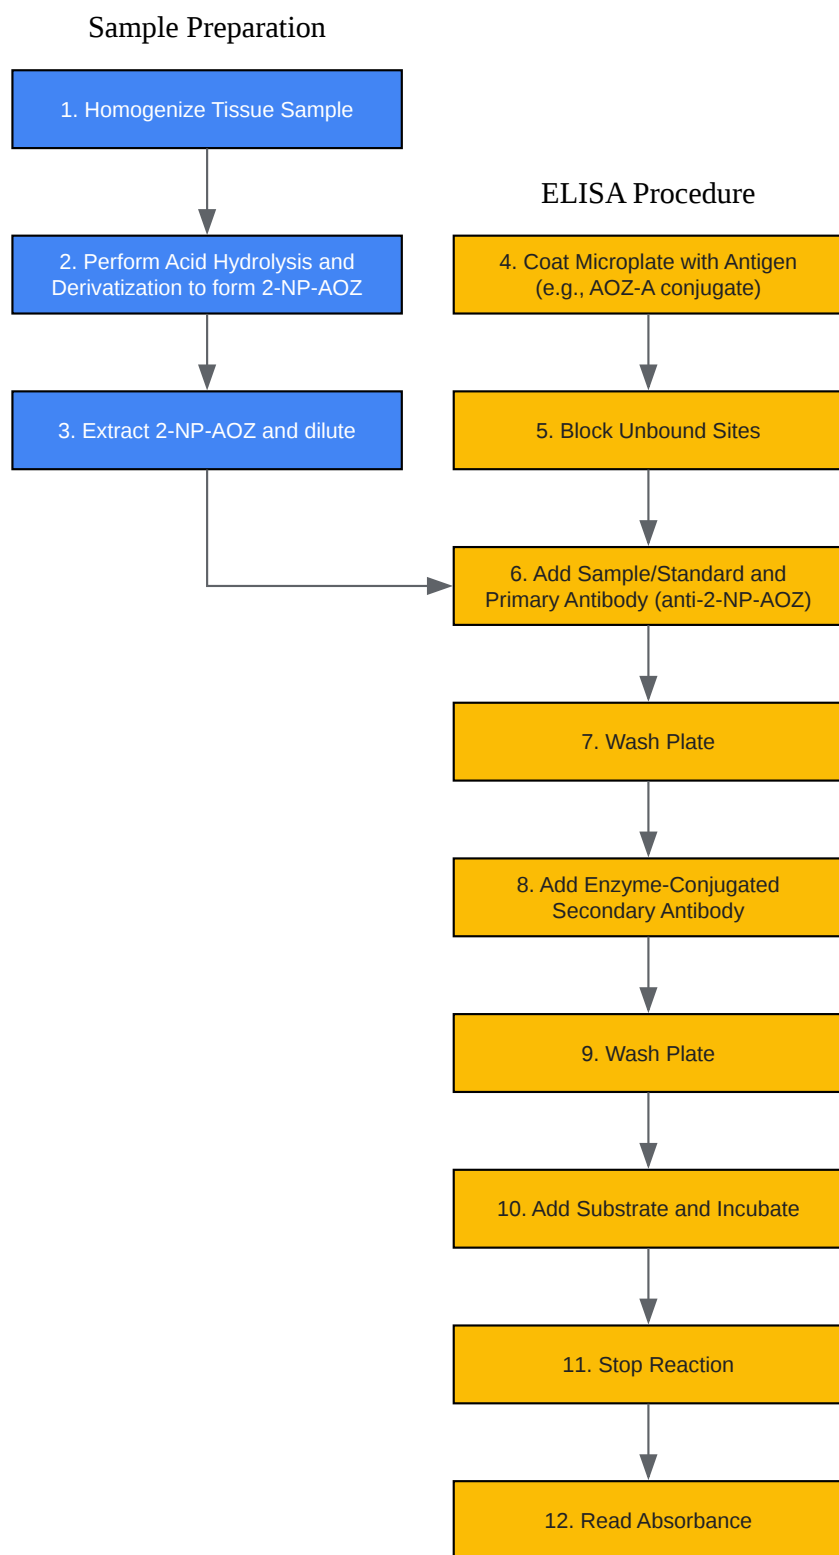 Sample Preparation
1. Homogenize Tissue Sample
2. Perform Acid Hydrolysis and
Derivatization to form 2-NP-AOZ
3. Extract 2-NP-AOZ and dilute
ELISA Procedure
4. Coat Microplate with Antigen
(e.g., AOZ-A conjugate)
5. Block Unbound Sites
6. Add Sample/Standard and
Primary Antibody (anti-2-NP-AOZ)
7. Wash Plate
8. Add Enzyme-Conjugated
Secondary Antibody
9. Wash Plate
10. Add Substrate and Incubate
11. Stop Reaction
12. Read Absorbance